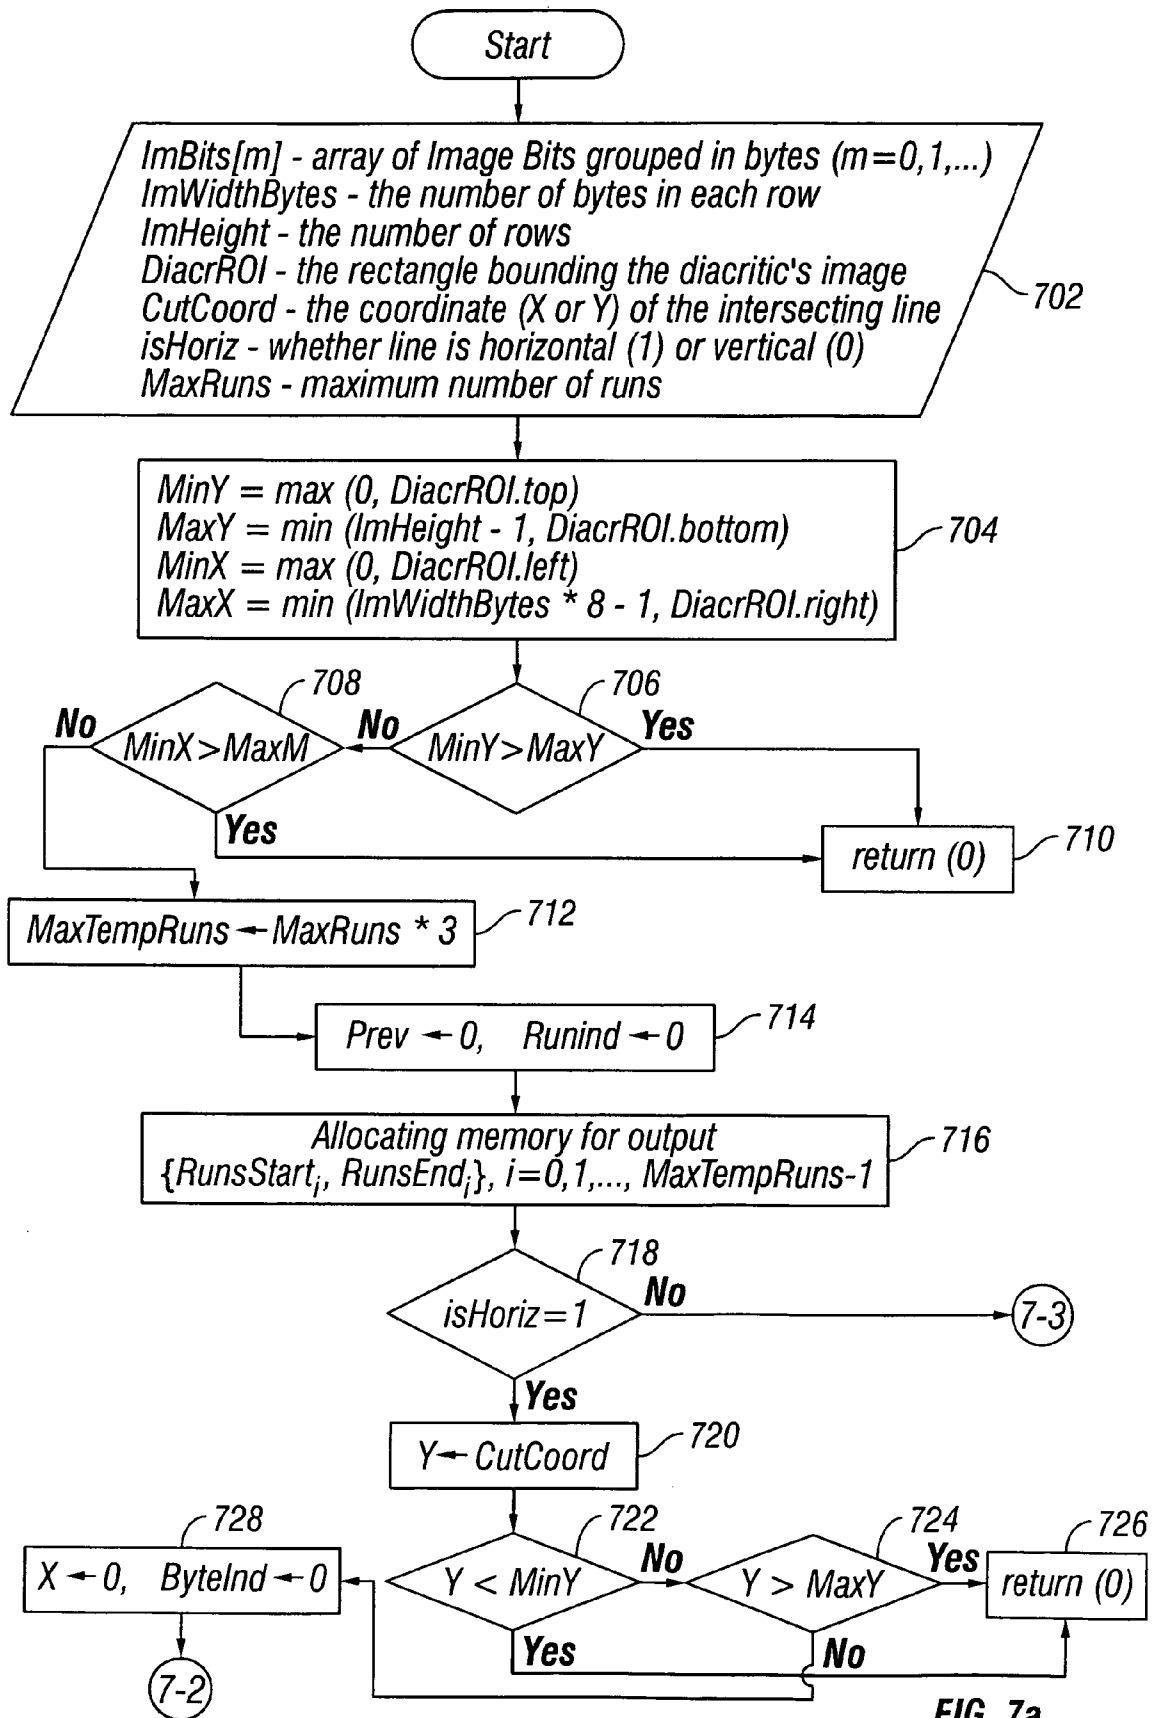 Start
ImBits[m] - array of Image Bits grouped in bytes (m=0,1,...)
ImWidthBytes - the number of bytes in each row
ImHeight - the number of rows
DiacrROI - the rectangle bounding the diacritic's image
CutCoord - the coordinate (X or Y) of the intersecting line
isHoriz - whether line is horizontal (1) or vertical (0)
MaxRuns - maximum number of runs
702
MinY = max (0, DiacrROI.top)
MaxY = min (ImHeight - 1, DiacrROI.bottom)
MinX = max (0, DiacrROI.left)
MaxX = min (ImWidthBytes * 8 - 1, DiacrROI.right)
704
708
706
No
MinX>MaxM
No
MinY>MaxY
Yes
Yes
return (0)
710
MaxTempRuns ← MaxRuns * 3
712
Prev ← 0, Runind ← 0
714
Allocating memory for output
{RunsStartᵢ, RunsEndᵢ}, i=0,1,..., MaxTempRuns-1
716
718
isHoriz=1
No
7-3
Yes
Y← CutCoord
720
728
722
724
726
X ← 0, ByteInd ← 0
Y < MinY
No
Y > MaxY
Yes
return (0)
Yes
No
7-2
FIG. 7a